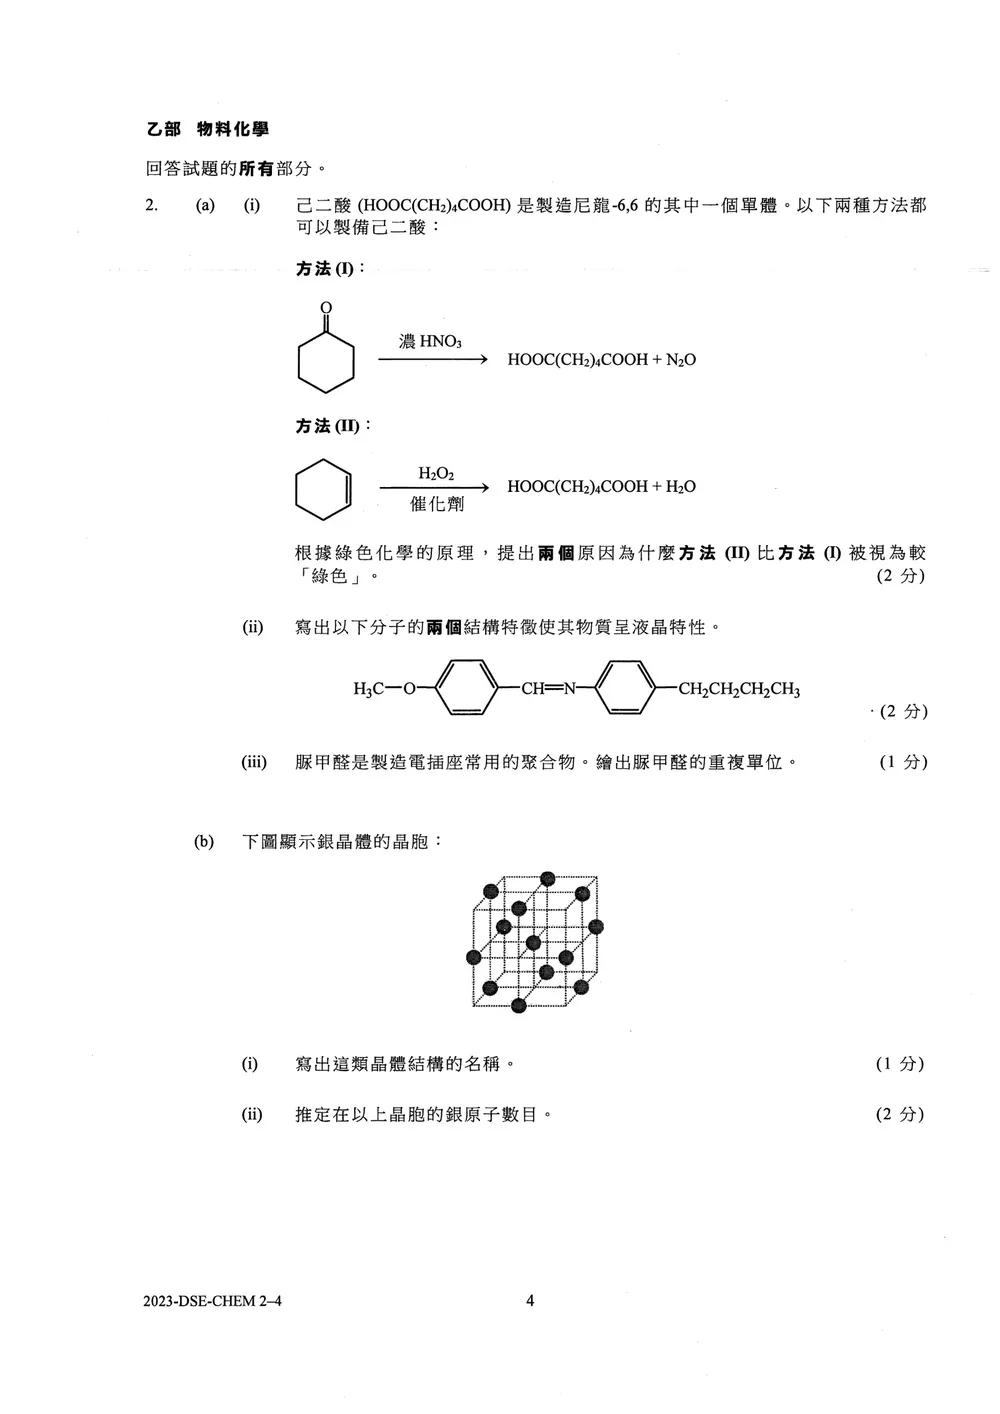 乙部 物料化學
回答試題的所有部分。
2. (a) (i) 己二酸 (HOOC(CH2)4COOH) 是製造尼龍-6,6 的其中一個單體。以下兩種方法都
可以製備己二酸：
方法 (I)：
O
濃 HNO3
HOOC(CH2)4COOH + N2O
方法 (II)：
H2O2
催化劑
HOOC(CH2)4COOH + H2O
根據綠色化學的原理，提出兩個原因為什麼方法 (II) 比方法 (I) 被視為較
「綠色」。 (2 分)
(ii) 寫出以下分子的兩個結構特徵使其物質呈液晶特性。
H3C—O—CH=N—CH2CH2CH2CH3
(2 分)
(iii) 脲甲醛是製造電插座常用的聚合物。繪出脲甲醛的重複單位。 (1 分)
(b) 下圖顯示銀晶體的晶胞：
(i) 寫出這類晶體結構的名稱。 (1 分)
(ii) 推定在以上晶胞的銀原子數目。 (2 分)
2023-DSE-CHEM 2–4 4